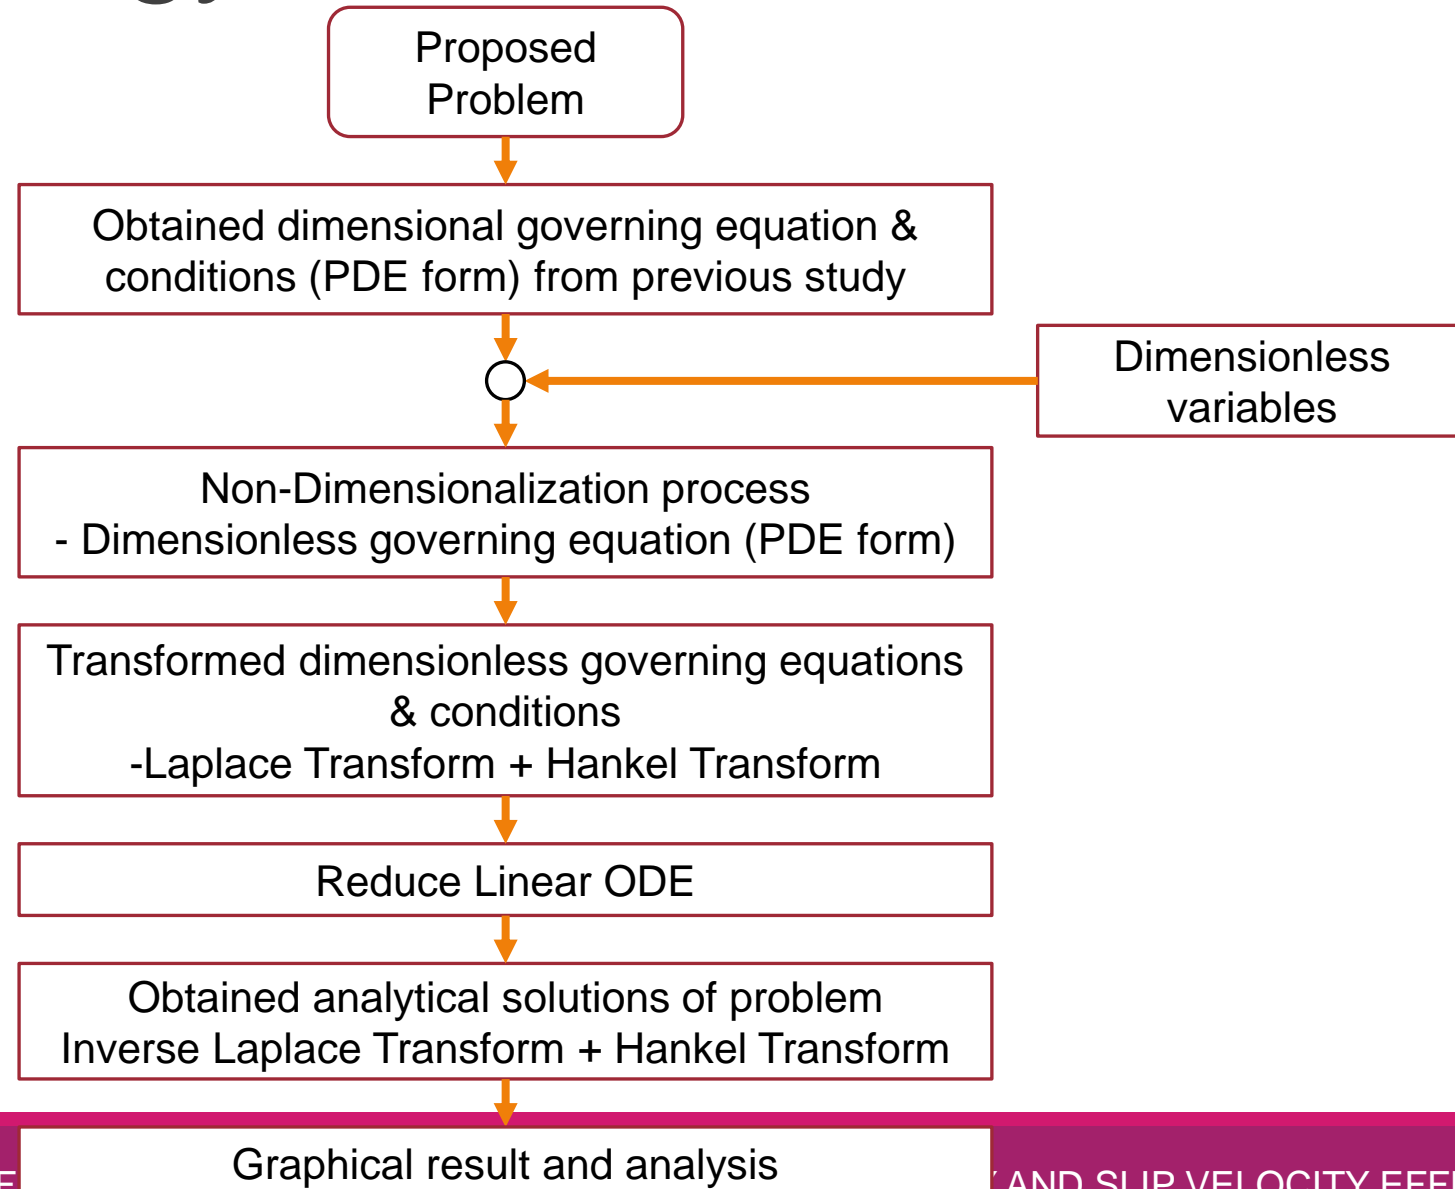 Proposed
Problem
Obtained dimensional governing equation &
conditions (PDE form) from previous study
Dimensionless
variables
Non-Dimensionalization process
- Dimensionless governing equation (PDE form)
Transformed dimensionless governing equations
& conditions
-Laplace Transform + Hankel Transform
Reduce Linear ODE
Obtained analytical solutions of problem
Inverse Laplace Transform + Hankel Transform
Graphical result and analysis
AND SLIP VELOCITY